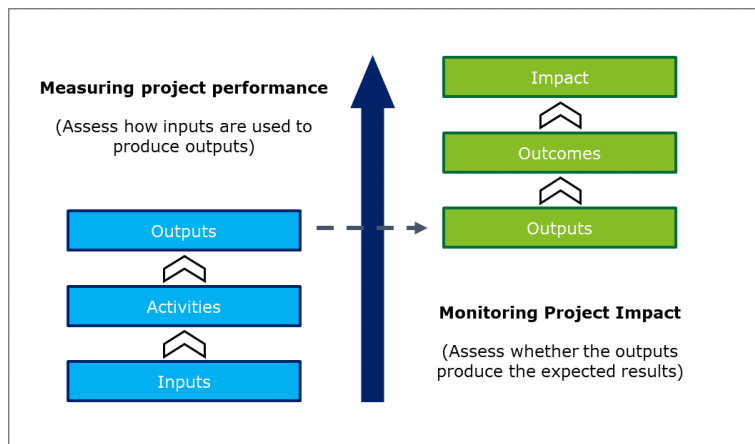 Measuring project performance
(Assess how inputs are used to
produce outputs)
Outputs
Activities
Inputs
Impact
Outcomes
Outputs
Monitoring Project Impact
(Assess whether the outputs
produce the expected results)